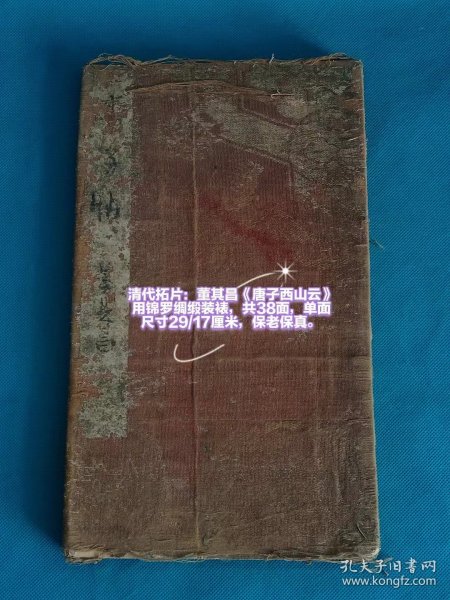 清代拓片：董其昌《唐子西山云》
用锦罗绸缎装裱，共38面，单面
尺寸29/17厘米，保老保真。
帖
孔夫子旧书网
www.kongfz.com